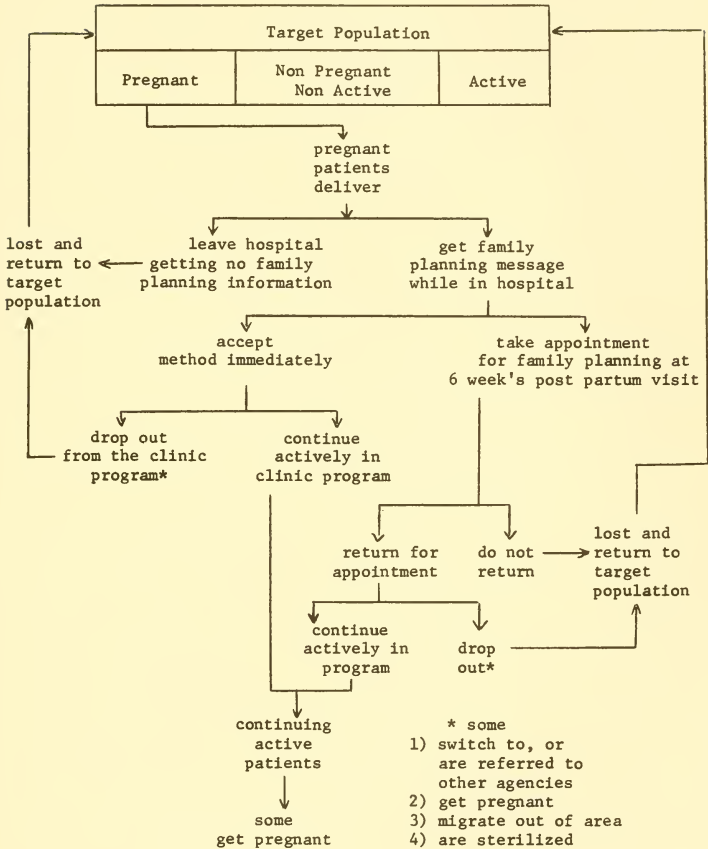 Target Population
Pregnant
Non Pregnant
Non Active
Active
pregnant
patients
deliver
lost and
return to
target
population
leave hospital
getting no family
planning information
get family
planning message
while in hospital
accept
method immediately
take appointment
for family planning at
6 week's post partum visit
drop out
from the clinic
program*
continue
actively in
clinic program
return for
appointment
do not
return
lost and
return to
target
population
continue
actively in
program
drop
out*
continuing
active
patients
some
get pregnant
* some
1) switch to, or
are referred to
other agencies
2) get pregnant
3) migrate out of area
4) are sterilized